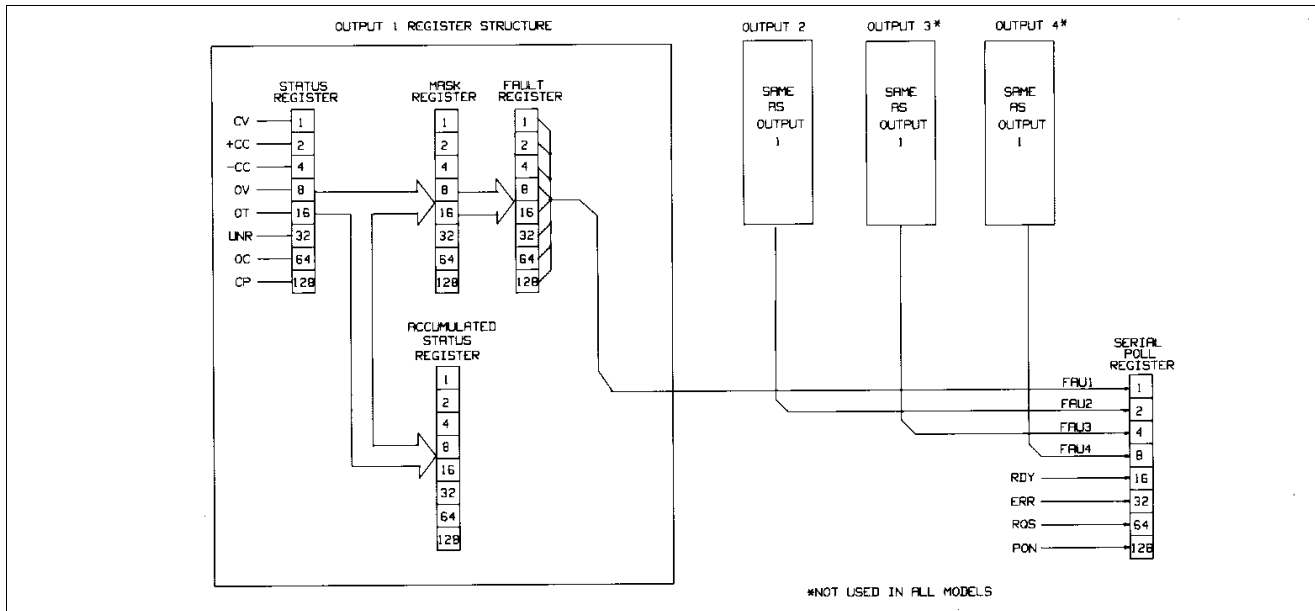 OUTPUT 1 REGISTER STRUCTURE
OUTPUT 2
OUTPUT 3*
OUTPUT 4*
STATUS
REGISTER
MASK
REGISTER
FAULT
REGISTER
SAME
AS
OUTPUT
1
SAME
AS
OUTPUT
1
SAME
AS
OUTPUT
1
CV
+CC
-CC
OV
OT
UNR
OC
CP
1
2
4
8
16
32
64
128
1
2
4
8
16
32
64
128
1
2
4
8
16
32
64
128
ACCUMULATED
STATUS
REGISTER
1
2
4
8
16
32
64
128
SERIAL
POLL
REGISTER
FAU1
FAU2
FAU3
FAU4
RDY
ERR
RQS
PON
1
2
4
8
16
32
64
128
*NOT USED IN ALL MODELS